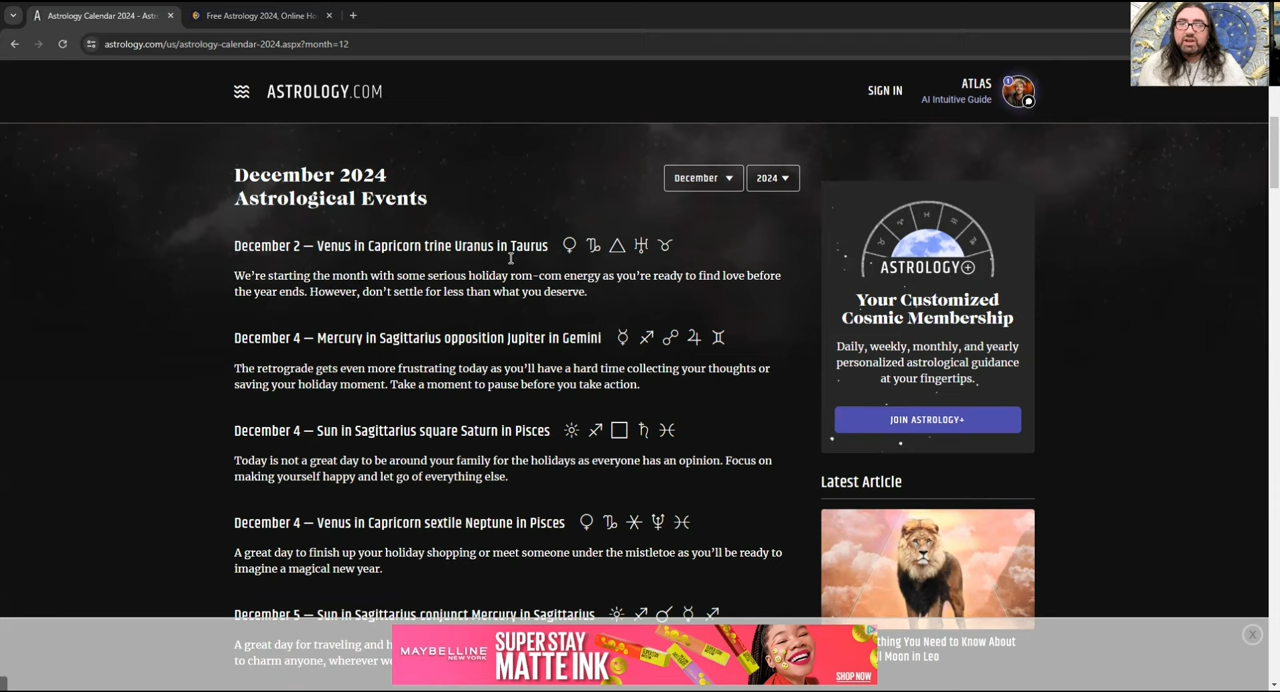 Astrology Calendar 2024 - Astr
Free Astrology 2024, Online Ho
astrology.com/us/astrology-calendar-2024.aspx?month=12
ASTROLOGY.COM
SIGN IN
ATLAS
AI Intuitive Guide
December 2024
Astrological Events
December
2024
December 2 — Venus in Capricorn trine Uranus in Taurus ♀ ♑ △ ♅ ♉
We’re starting the month with some serious holiday rom-com energy as you’re ready to find love before
the year ends. However, don’t settle for less than what you deserve.
December 4 — Mercury in Sagittarius opposition Jupiter in Gemini ☿ ♐ ☍ ♃ ♊
The retrograde gets even more frustrating today as you’ll have a hard time collecting your thoughts or
saving your holiday moment. Take a moment to pause before you take action.
December 4 — Sun in Sagittarius square Saturn in Pisces ☼ ♐ □ ♄ ♓
Today is not a great day to be around your family for the holidays as everyone has an opinion. Focus on
making yourself happy and let go of everything else.
December 4 — Venus in Capricorn sextile Neptune in Pisces ♀ ♑ ⚹ ♆ ♓
A great day to finish up your holiday shopping or meet someone under the mistletoe as you’ll be ready to
imagine a magical new year.
December 5 — Sun in Sagittarius conjunct Mercury in Sagittarius ☼ ♐ ☌ ☿ ♐
A great day for traveling and h
to charm anyone, wherever we
ASTROLOGY+
Your Customized
Cosmic Membership
Daily, weekly, monthly, and yearly
personalized astrological guidance
at your fingertips.
JOIN ASTROLOGY+
Latest Article
thing You Need to Know About
l Moon in Leo
MAYBELLINE
NEW YORK
SUPER STAY
MATTE INK
SHOP NOW
X